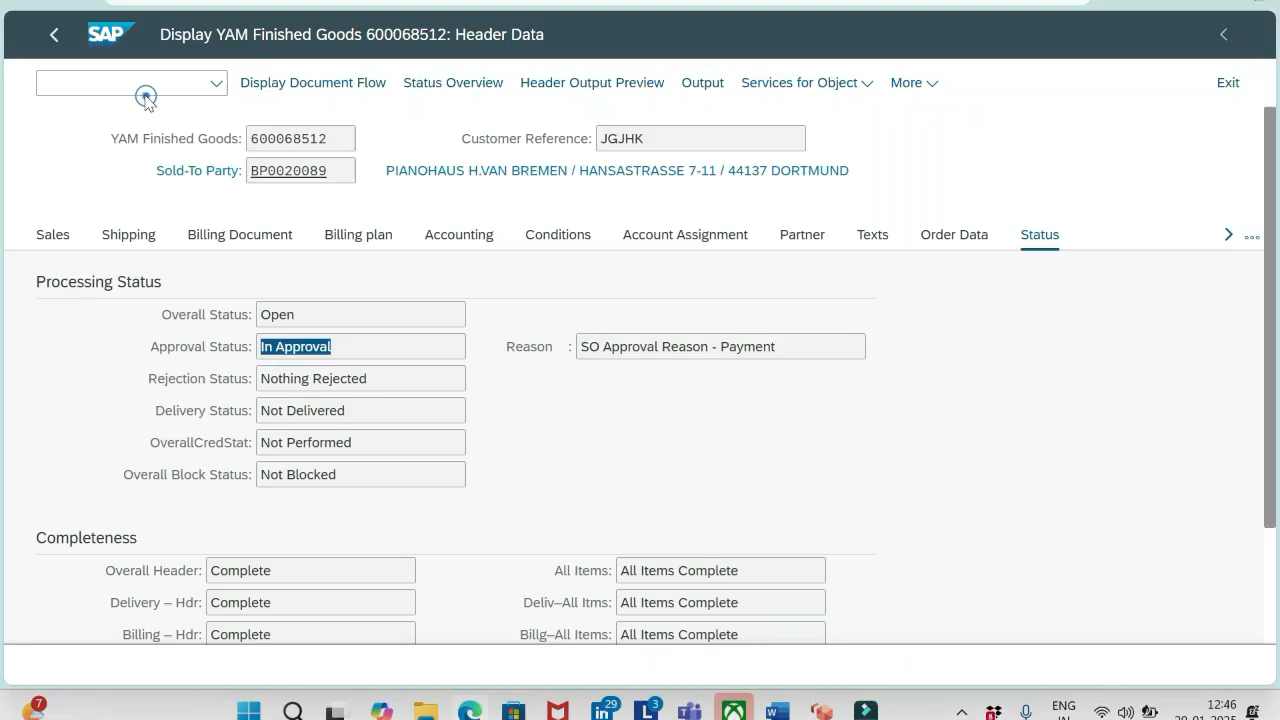 SAP Display YAM Finished Goods 600068512: Header Data
Display Document Flow Status Overview Header Output Preview Output Services for Object More Exit
YAM Finished Goods: 600068512 Customer Reference: JGJHK
Sold-To Party: BP0020089 PIANOHAUS H.VAN BREMEN / HANSASTRASSE 7-11 / 44137 DORTMUND
Sales Shipping Billing Document Billing plan Accounting Conditions Account Assignment Partner Texts Order Data Status
Processing Status
Overall Status: Open
Approval Status: In Approval Reason : SO Approval Reason - Payment
Rejection Status: Nothing Rejected
Delivery Status: Not Delivered
OverallCredStat: Not Performed
Overall Block Status: Not Blocked
Completeness
Overall Header: Complete All Items: All Items Complete
Delivery – Hdr: Complete Deliv–All Itms: All Items Complete
Billing – Hdr: Complete Billg–All Items: All Items Complete
7 29 3 ENG 12:46